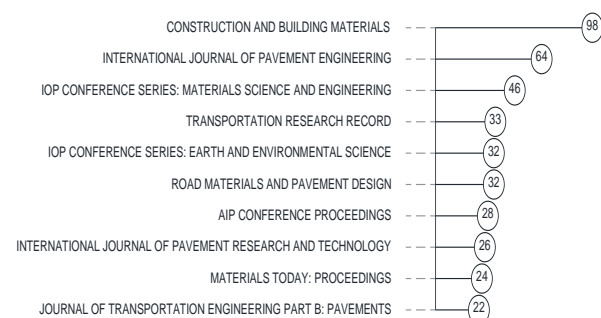 CONSTRUCTION AND BUILDING MATERIALS 98
INTERNATIONAL JOURNAL OF PAVEMENT ENGINEERING 64
IOP CONFERENCE SERIES: MATERIALS SCIENCE AND ENGINEERING 46
TRANSPORTATION RESEARCH RECORD 33
IOP CONFERENCE SERIES: EARTH AND ENVIRONMENTAL SCIENCE 32
ROAD MATERIALS AND PAVEMENT DESIGN 32
AIP CONFERENCE PROCEEDINGS 28
INTERNATIONAL JOURNAL OF PAVEMENT RESEARCH AND TECHNOLOGY 26
MATERIALS TODAY: PROCEEDINGS 24
JOURNAL OF TRANSPORTATION ENGINEERING PART B: PAVEMENTS 22